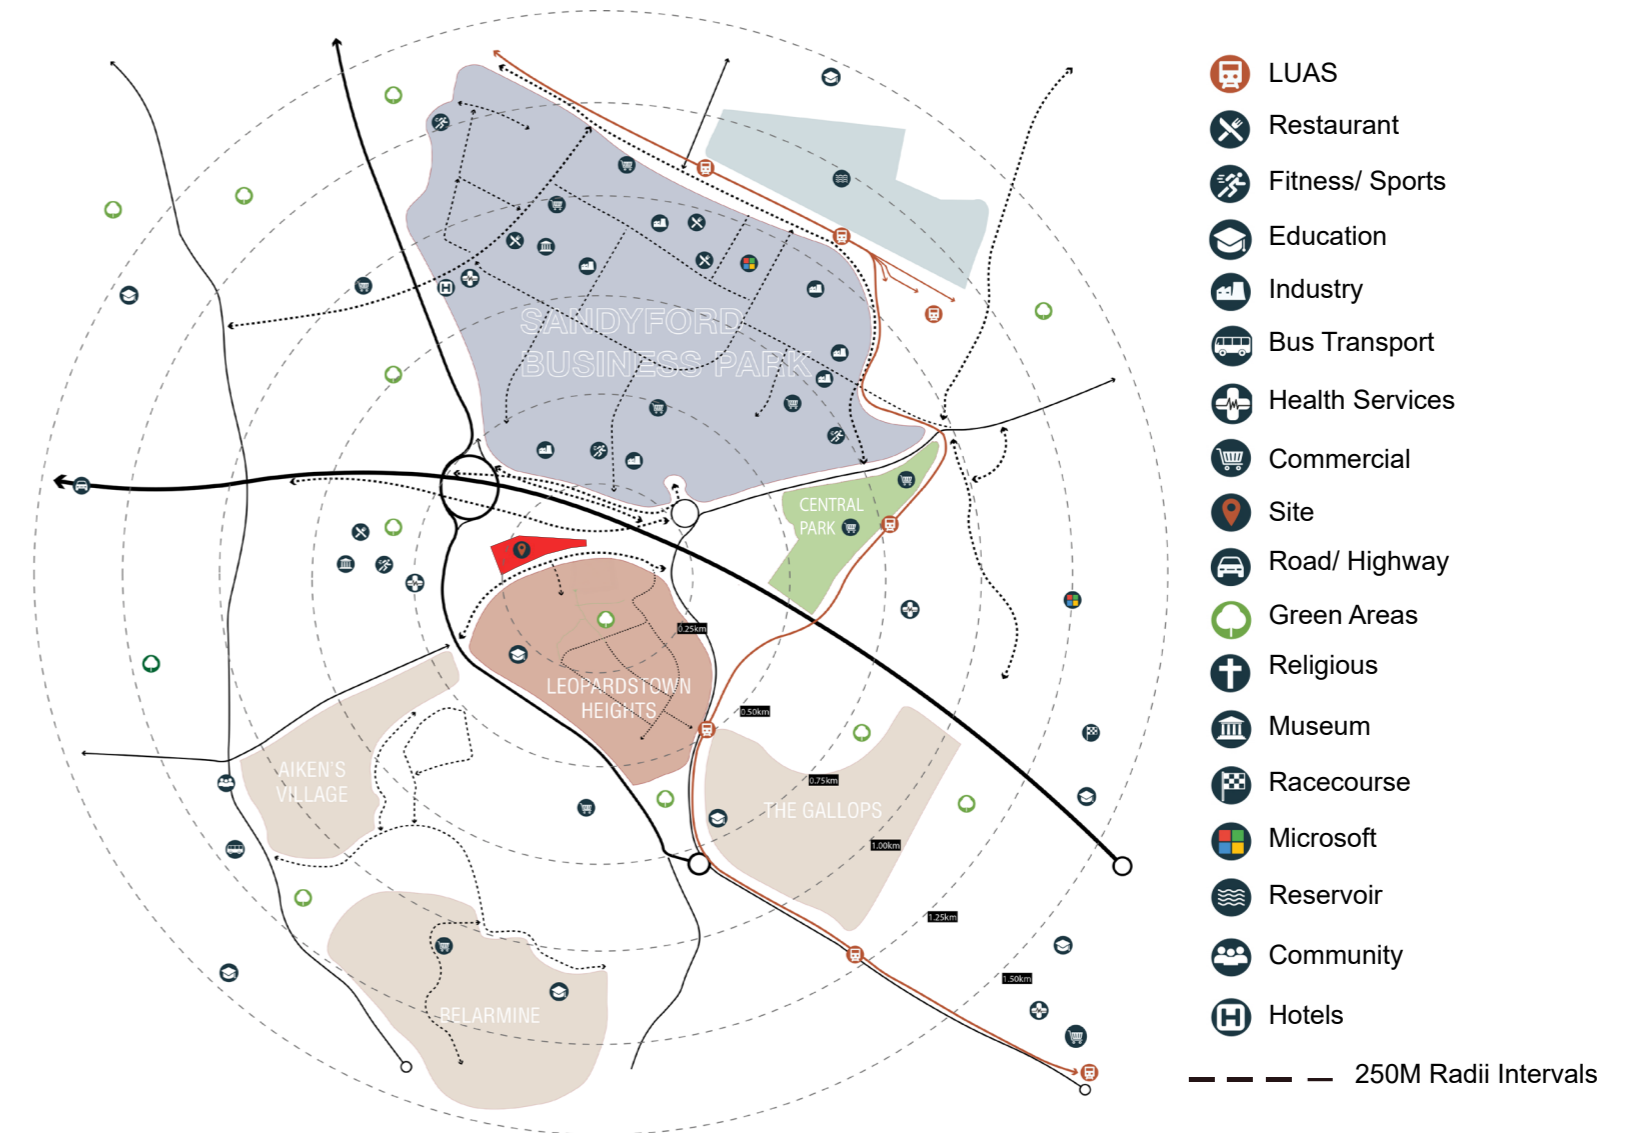 SANDYFORD
BUSINESS PARK
CENTRAL
PARK
0.25km
LEOPARDSTOWN
HEIGHTS
0.50km
AIKEN'S
VILLAGE
0.75km
THE GALLOPS
1.00km
1.25km
1.50km
BELARMINE
LUAS
Restaurant
Fitness/ Sports
Education
Industry
Bus Transport
Health Services
Commercial
Site
Road/ Highway
Green Areas
Religious
Museum
Racecourse
Microsoft
Reservoir
Community
Hotels
250M Radii Intervals